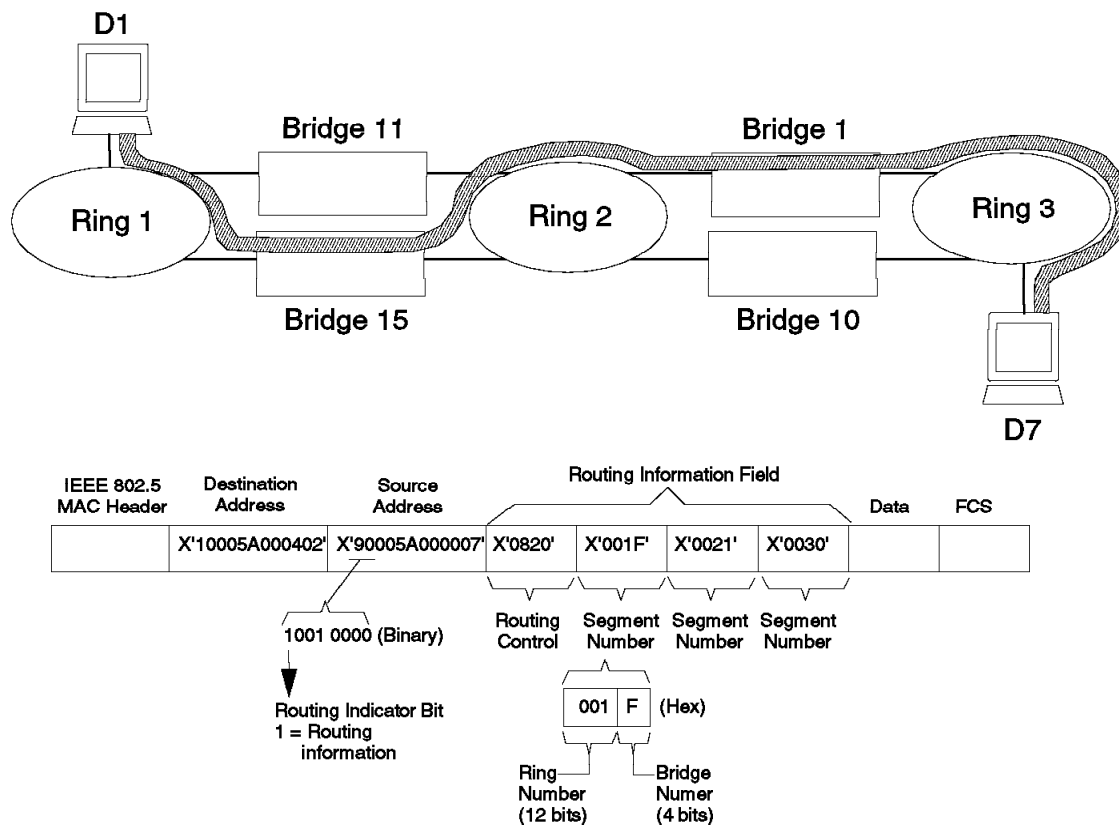 D1
Bridge 11
Bridge 1
Ring 1
Ring 2
Ring 3
Bridge 15
Bridge 10
D7
Routing Information Field
IEEE 802.5
MAC Header
Destination
Address
Source
Address
Data
FCS
X'10005A000402'
X'90005A000007'
X'0820'
X'001F'
X'0021'
X'0030'
1001 0000 (Binary)
Routing
Control
Segment
Number
Segment
Number
Segment
Number
Routing Indicator Bit
1 = Routing
information
001
F
(Hex)
Ring
Number
(12 bits)
Bridge
Numer
(4 bits)